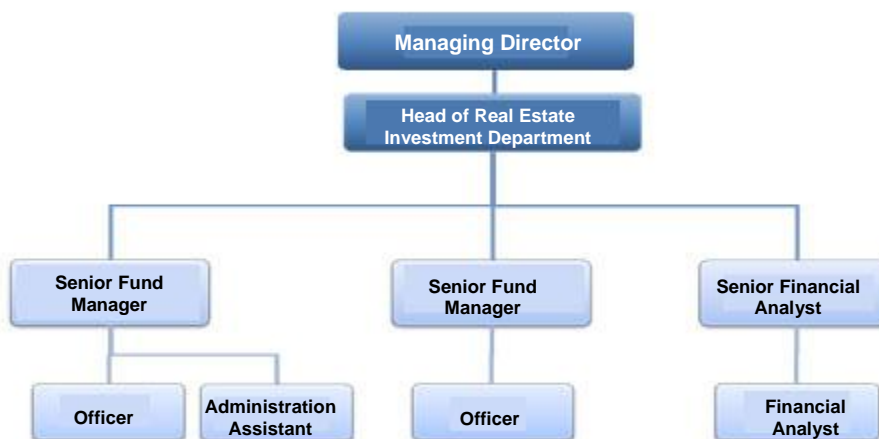 Managing Director
Head of Real Estate
Investment Department
Senior Fund
Manager
Senior Fund
Manager
Senior Financial
Analyst
Officer
Administration
Assistant
Officer
Financial
Analyst